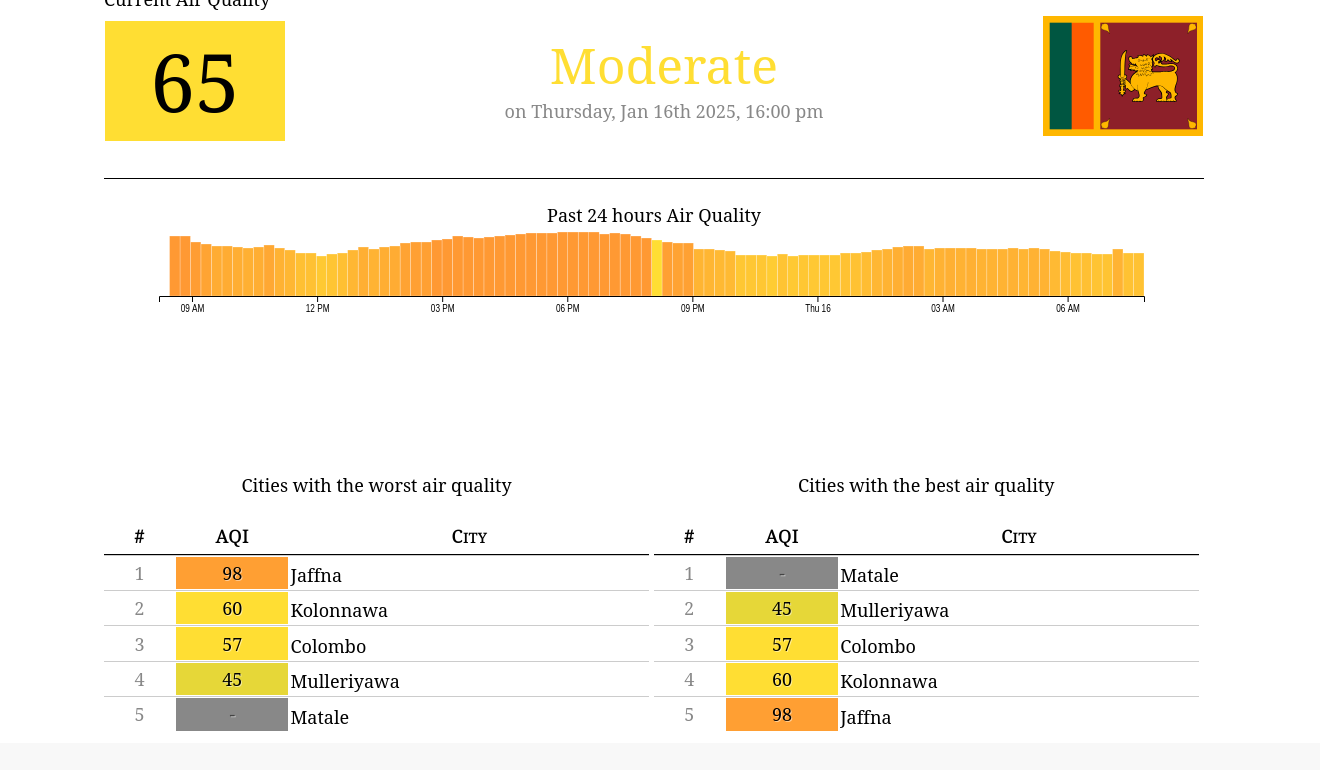 Current Air Quality
65
Moderate
on Thursday, Jan 16th 2025, 16:00 pm
Past 24 hours Air Quality
09 AM 12 PM 03 PM 06 PM 09 PM Thu 16 03 AM 06 AM
Cities with the worst air quality
# AQI City
1 98 Jaffna
2 60 Kolonnawa
3 57 Colombo
4 45 Mulleriyawa
5 - Matale
Cities with the best air quality
# AQI City
1 - Matale
2 45 Mulleriyawa
3 57 Colombo
4 60 Kolonnawa
5 98 Jaffna